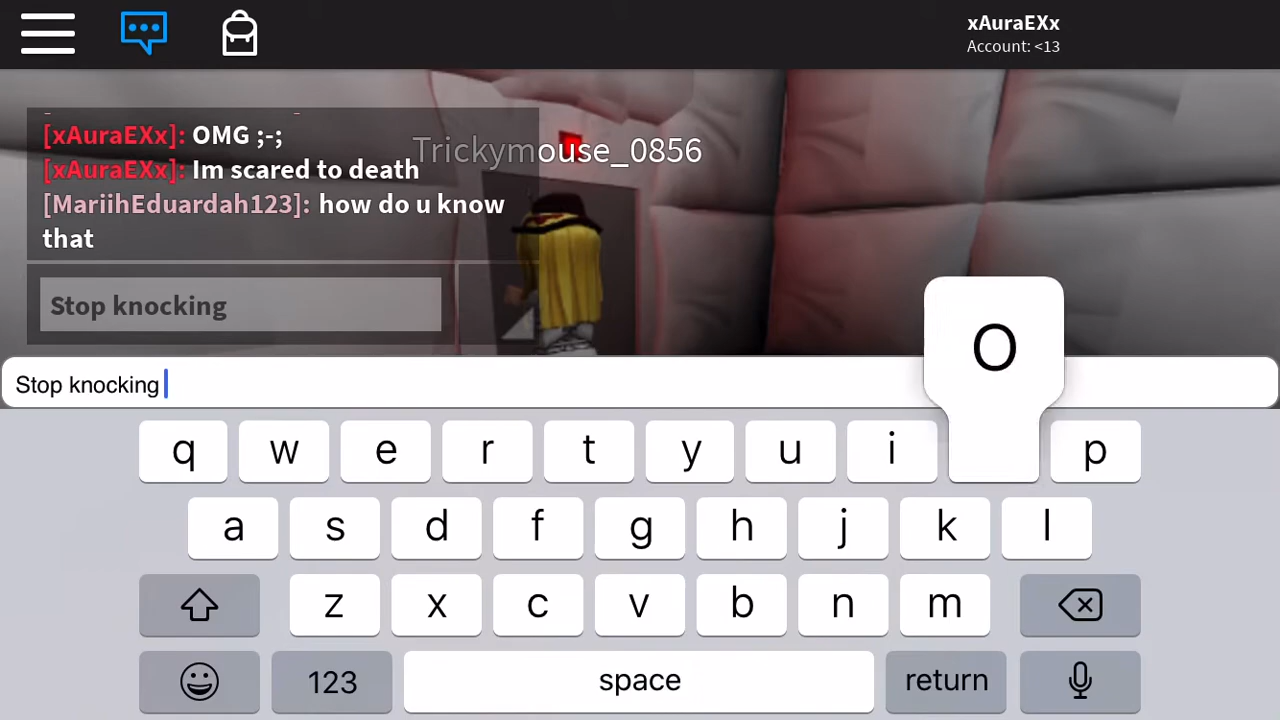 xAuraEXx
Account: <13
[xAuraEXx]: OMG ;-;
Trickymouse_0856
[xAuraEXx]: Im scared to death
[MariihEduardah123]: how do u know
that
Stop knocking
O
Stop knocking
q w e r t y u i p
a s d f g h j k l
z x c v b n m
123 space return